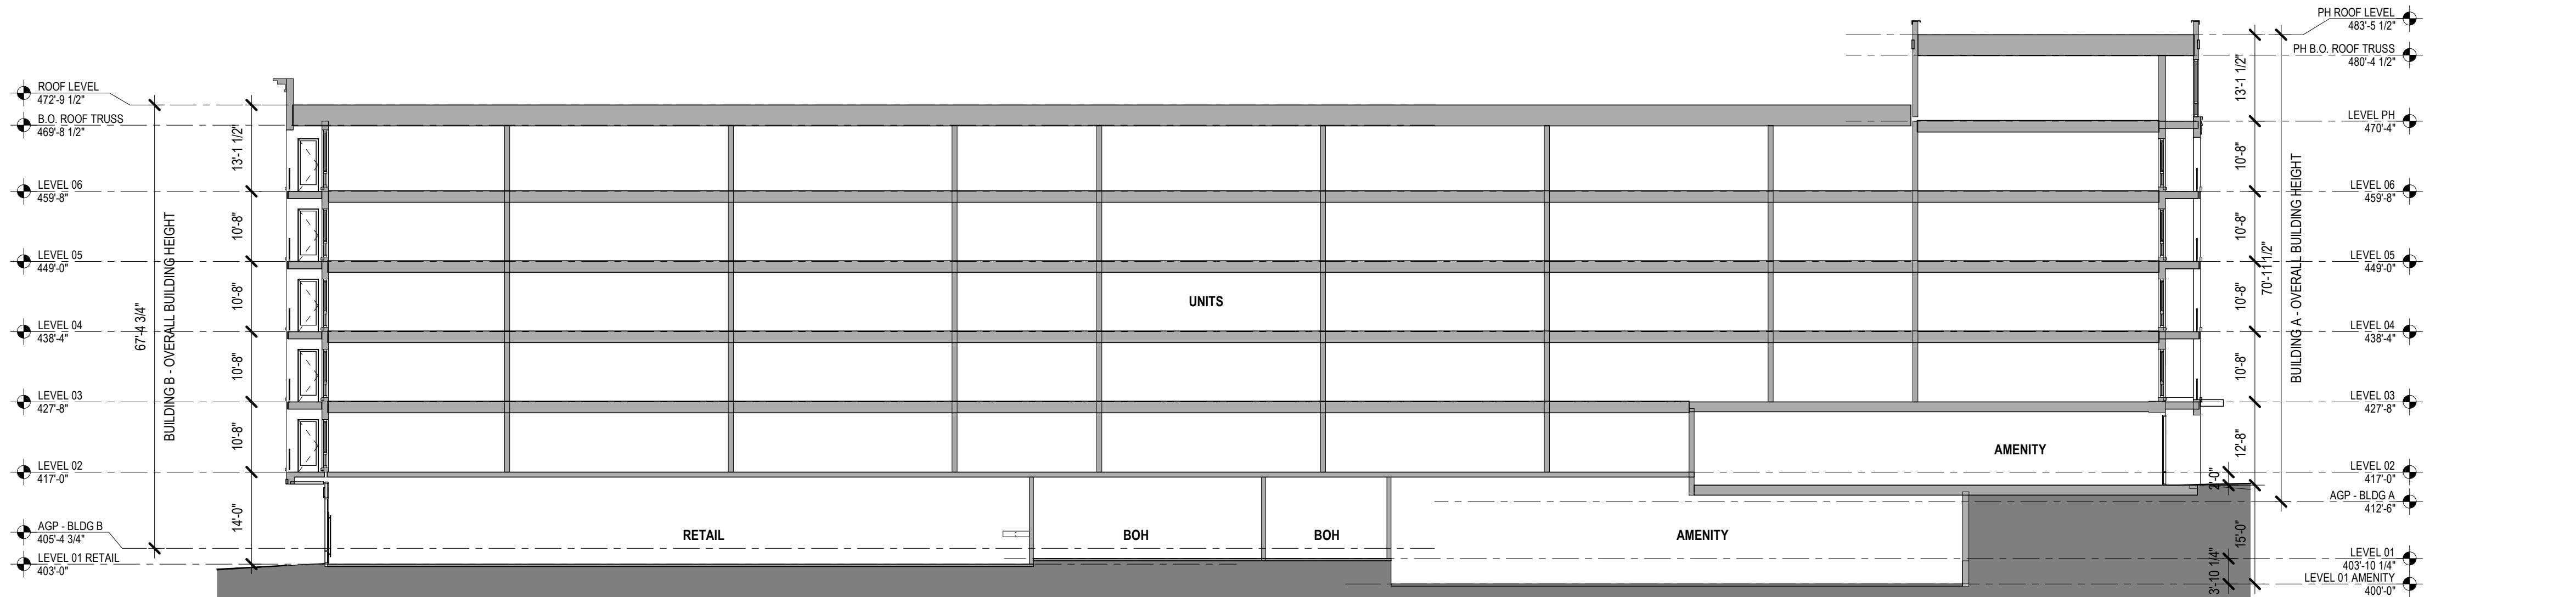 ROOF LEVEL
472'-9 1/2"
B.O. ROOF TRUSS
469'-8 1/2"
LEVEL 06
459'-8"
LEVEL 05
449'-0"
LEVEL 04
438'-4"
LEVEL 03
427'-8"
LEVEL 02
417'-0"
AGP - BLDG B
405'-4 3/4"
LEVEL 01 RETAIL
403'-0"
67'-4 3/4"
BUILDING B - OVERALL BUILDING HEIGHT
13'-1 1/2"
10'-8"
10'-8"
10'-8"
10'-8"
14'-0"
UNITS
AMENITY
RETAIL
BOH
BOH
AMENITY
13'-1 1/2"
10'-8"
10'-8"
10'-8"
10'-8"
12'-8"
2'-0"
15'-0"
3'-10 1/4"
70'-11 1/2"
BUILDING A - OVERALL BUILDING HEIGHT
PH ROOF LEVEL
483'-5 1/2"
PH B.O. ROOF TRUSS
480'-4 1/2"
LEVEL PH
470'-4"
LEVEL 06
459'-8"
LEVEL 05
449'-0"
LEVEL 04
438'-4"
LEVEL 03
427'-8"
LEVEL 02
417'-0"
AGP - BLDG A
412'-6"
LEVEL 01
403'-10 1/4"
LEVEL 01 AMENITY
400'-0"